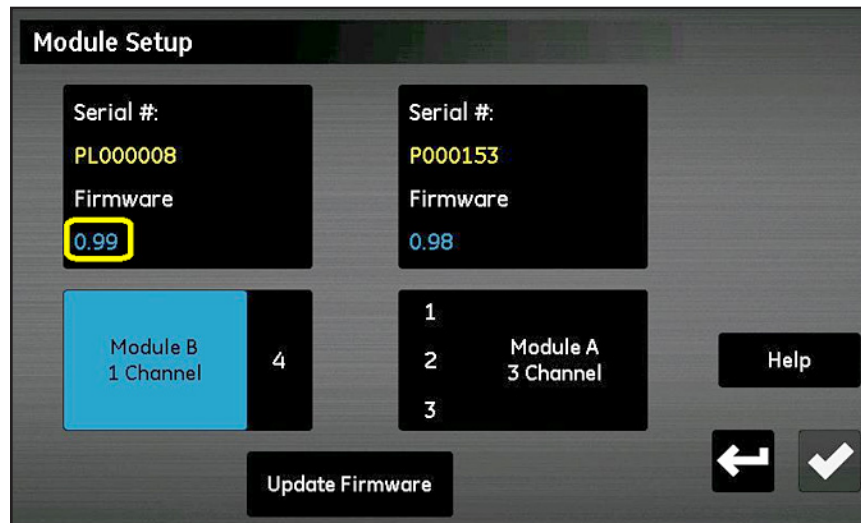 Module Setup
Serial #:
PL000008
Firmware
0.99
Serial #:
P000153
Firmware
0.98
Module B
1 Channel
4
1
2
3
Module A
3 Channel
Help
Update Firmware